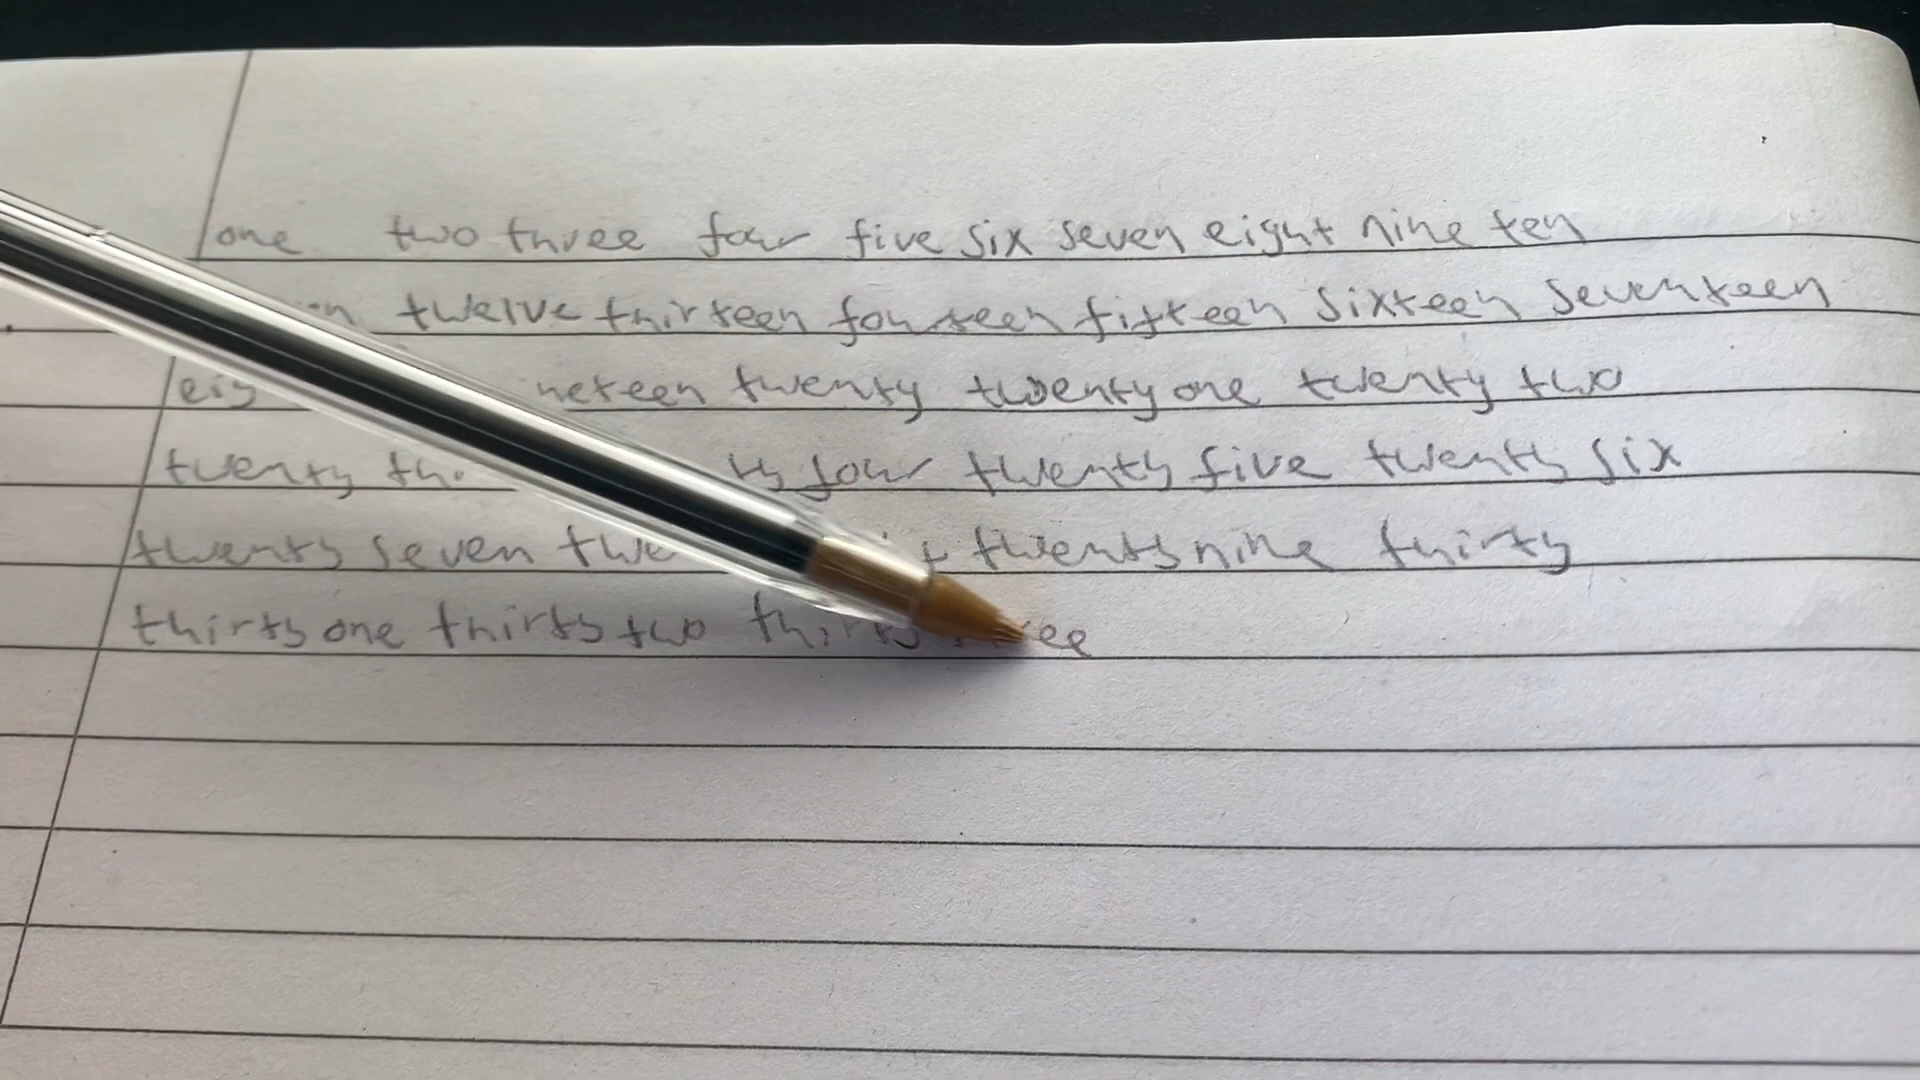 one two three four five six seven eight nine ten
twelve thirteen fourteen fifteen sixteen seventeen
twenty twenty one twenty two
twenty four twenty five twenty six
twenty seven twenty nine thirty
thirty one thirty two thirty